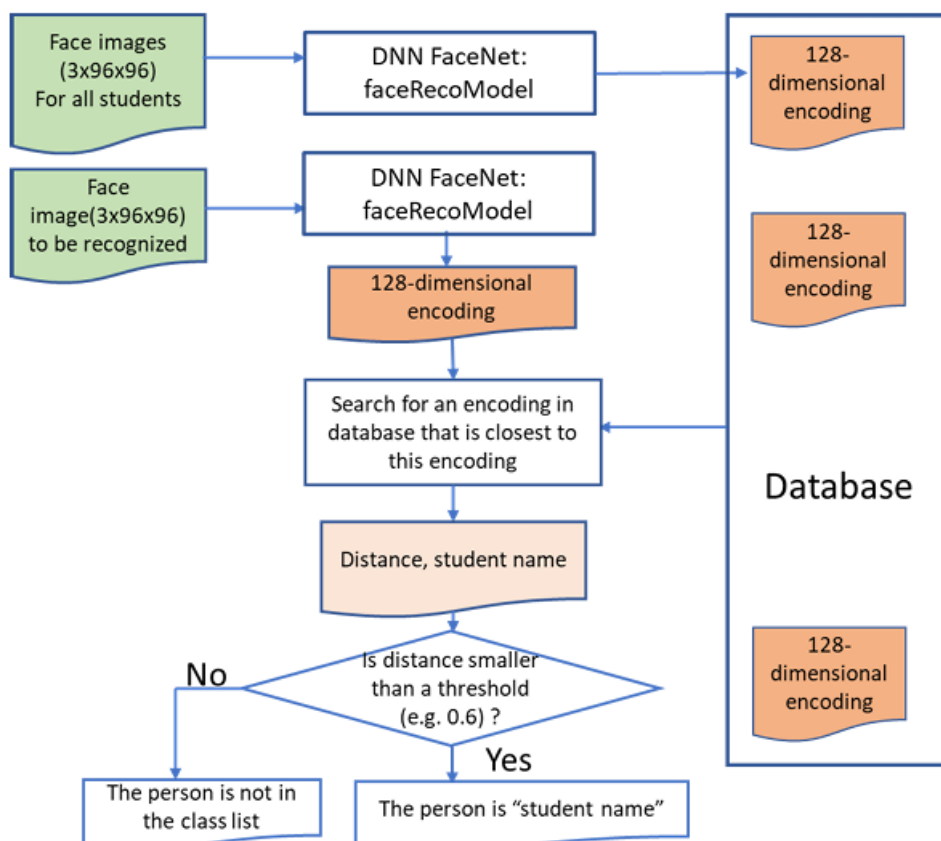 Face images
(3x96x96)
For all students
DNN FaceNet:
faceRecoModel
128-
dimensional
encoding
Face
image(3x96x96)
to be recognized
DNN FaceNet:
faceRecoModel
128-
dimensional
encoding
128-dimensional
encoding
Search for an encoding in
database that is closest to
this encoding
Database
Distance, student name
128-
dimensional
encoding
Is distance smaller
than a threshold
(e.g. 0.6) ?
No
Yes
The person is not in
the class list
The person is “student name”